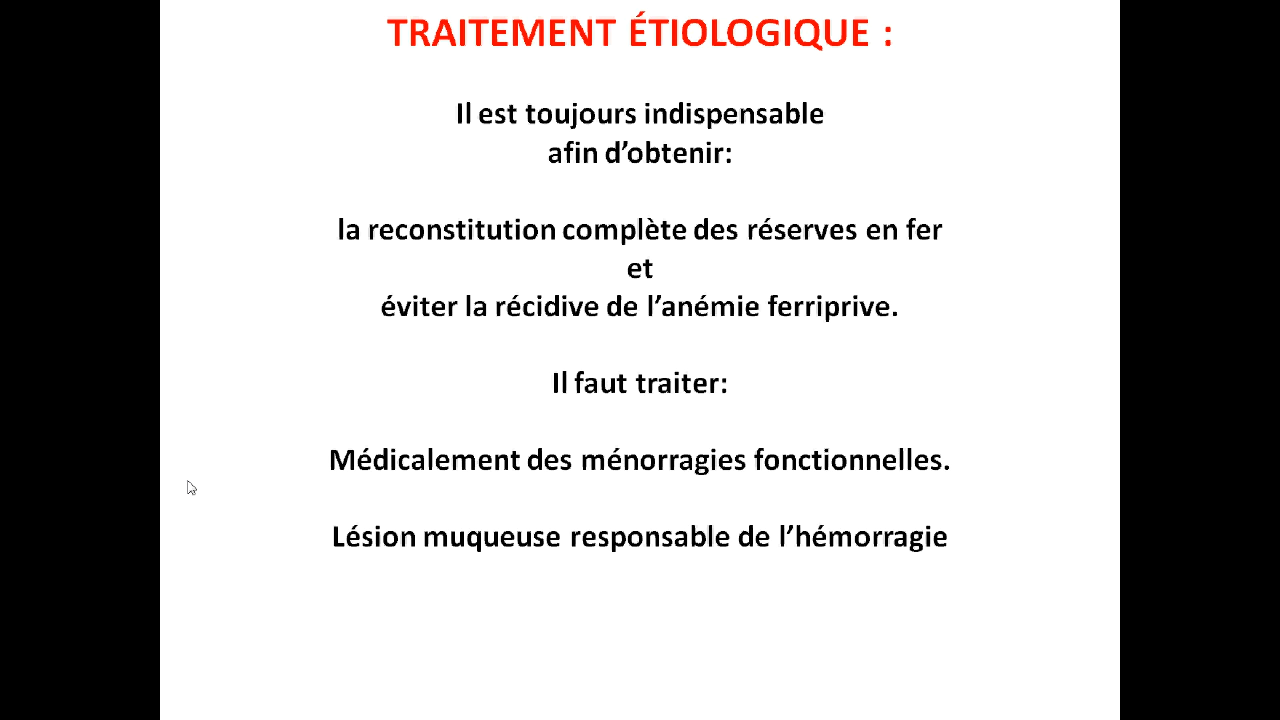 TRAITEMENT ÉTIOLOGIQUE :
Il est toujours indispensable
afin d’obtenir:
la reconstitution complète des réserves en fer
et
éviter la récidive de l’anémie ferriprive.
Il faut traiter:
Médicalement des ménorragies fonctionnelles.
Lésion muqueuse responsable de l’hémorragie